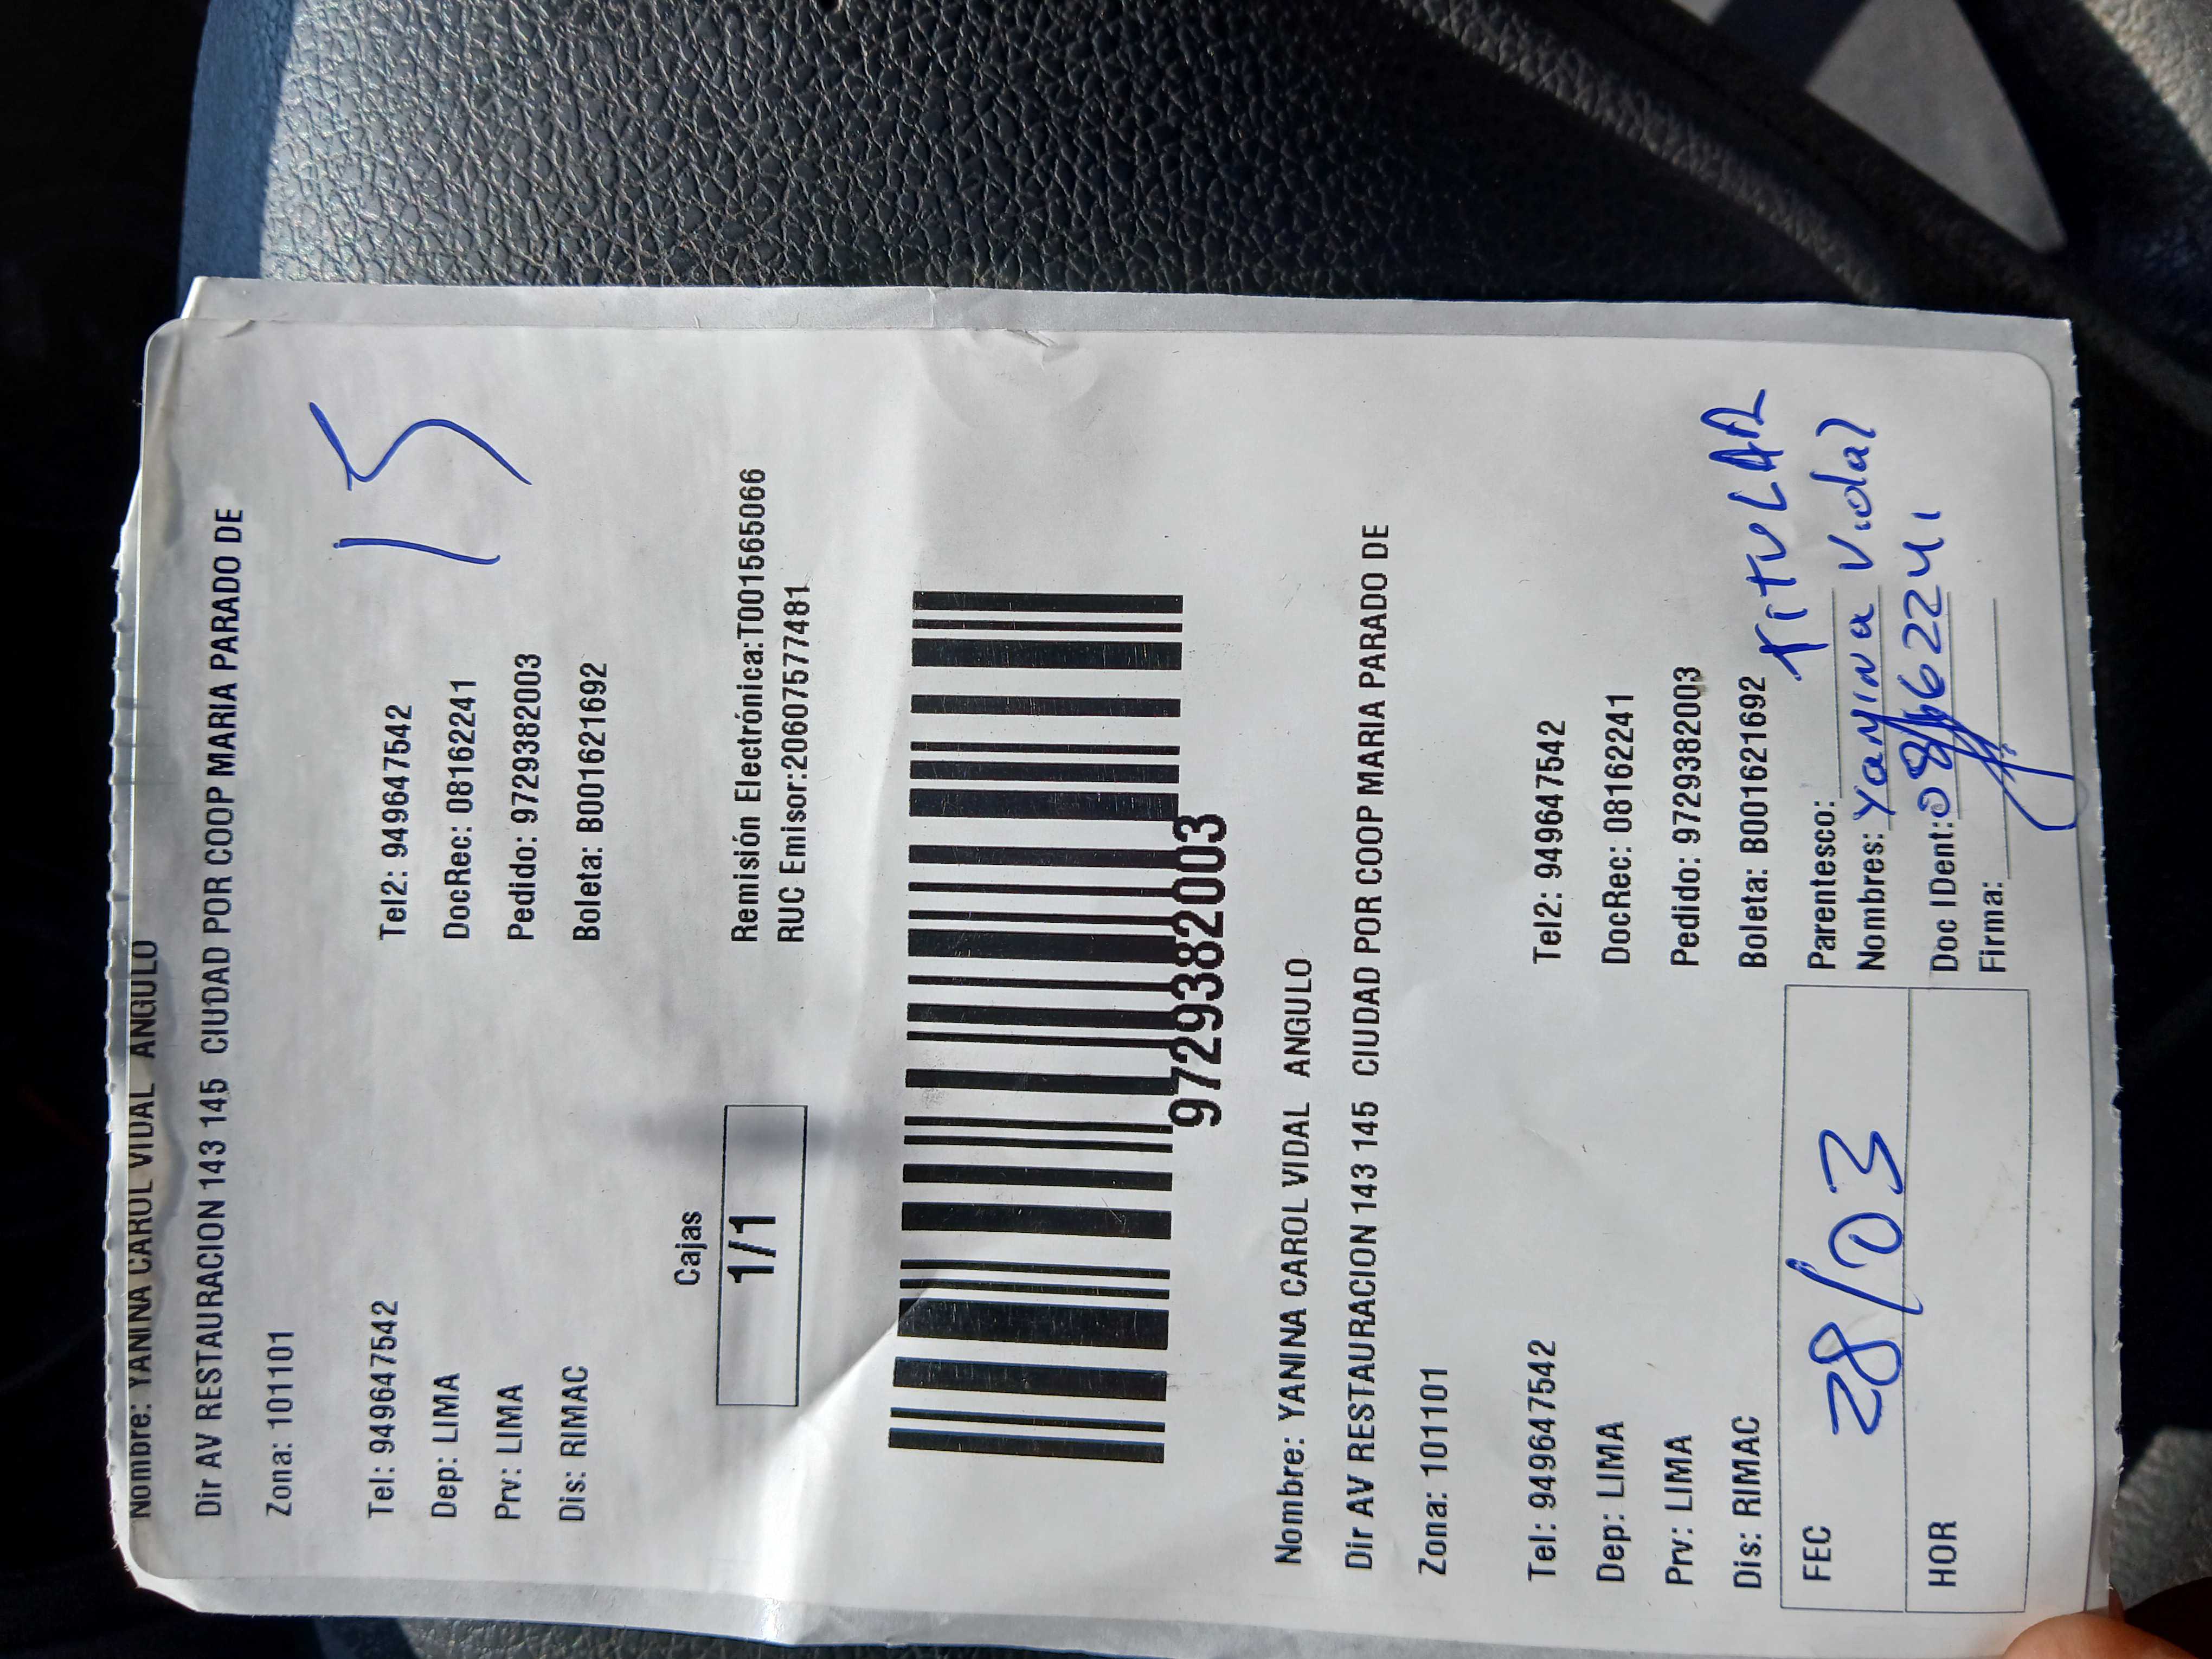 Nombre: YANINA CAROL VIDAL ANGULO
Dir AV RESTAURACION 143 145 CIUDAD POR COOP MARIA PARADO DE
Zona: 101101
15
Tel: 949647542 Tel2: 949647542
Dep: LIMA DocRec: 08162241
Prv: LIMA Pedido: 9729382003
Dis: RIMAC Boleta: B001621692
Cajas
1/1
Remisión Electrónica:T001565066
RUC Emisor:20607577481
9729382003
Nombre: YANINA CAROL VIDAL ANGULO
Dir AV RESTAURACION 143 145 CIUDAD POR COOP MARIA PARADO DE
Zona: 101101
Tel: 949647542 Tel2: 949647542
Dep: LIMA DocRec: 08162241
Prv: LIMA Pedido: 9729382003
Dis: RIMAC Boleta: B001621692
FEC 28/03
HOR
Parentesco: TITULAR
Nombres: Yanina Vidal
Doc IDent:
Firma: